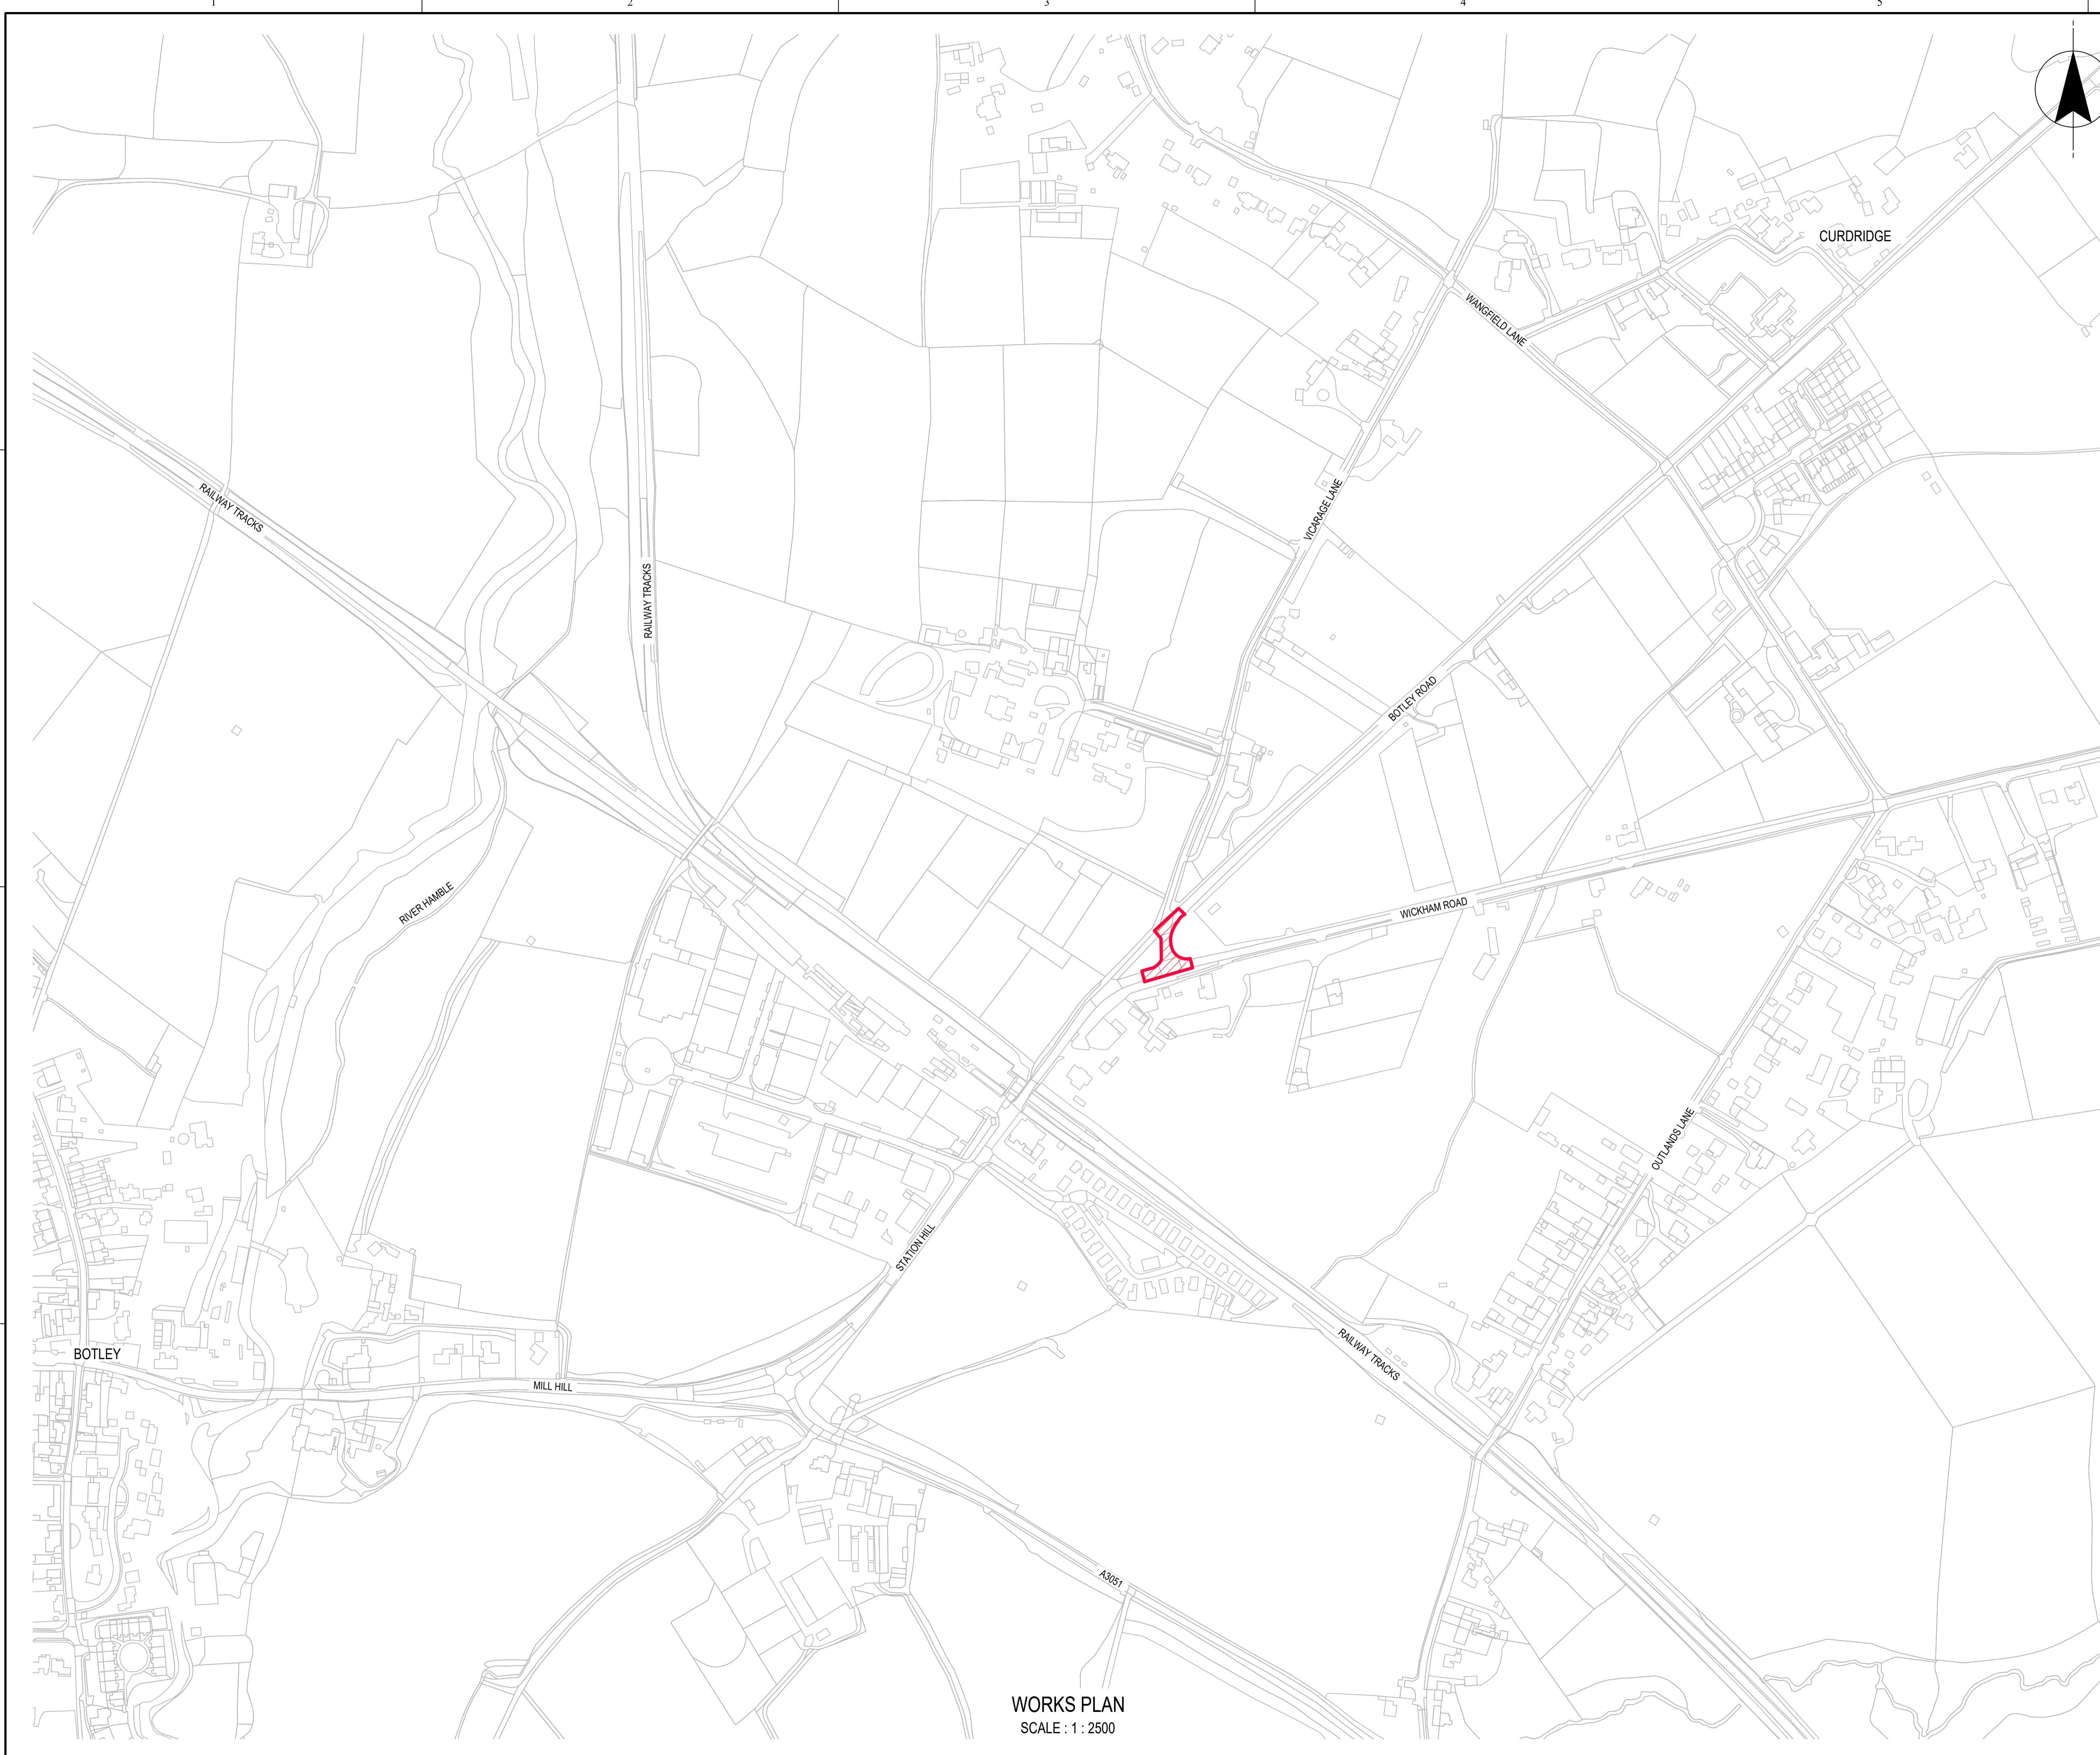 1
2
3
4
5
CURDRIDGE
WANGFIELD LANE
RAILWAY TRACKS
VICARAGE LANE
RAILWAY TRACKS
BOTLEY ROAD
RIVER HAMBLE
WICKHAM ROAD
OUTLANDS LANE
STATION HILL
RAILWAY TRACKS
BOTLEY
MILL HILL
A3051
WORKS PLAN
SCALE : 1 : 2500